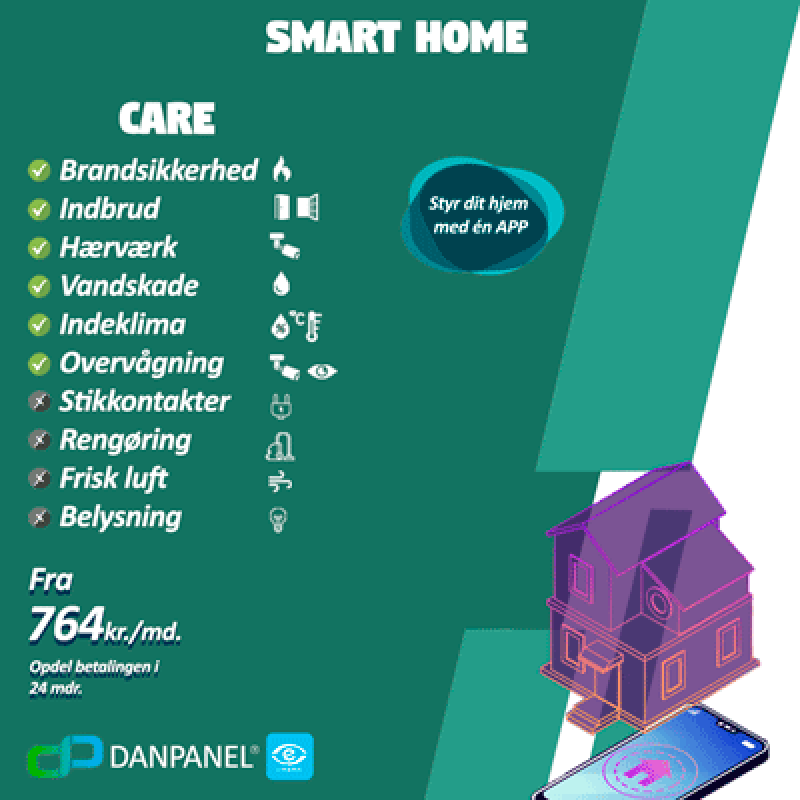 SMART HOME
CARE
Brandsikkerhed
Indbrud
Hærværk
Vandskade
Indeklima
°C
Overvågning
Stikkontakter
Rengøring
Frisk luft
Belysning
Styr dit hjem
med én APP
Fra
764kr./md.
Opdel betalingen i
24 mdr.
DANPANEL®